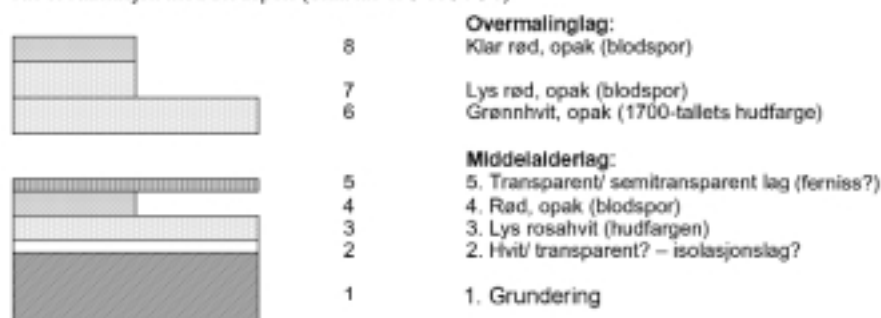 Overmalinglag:
8 Klar rød, opak (blodspor)
7 Lys rød, opak (blodspor)
6 Grønnhvit, opak (1700-tallets hudfarge)
Middelalderlag:
5 5. Transparent/ semitransparent lag (ferniss?)
4 4. Rød, opak (blodspor)
3 3. Lys rosahvit (hudfargen)
2 2. Hvit/ transparent? – isolasjonslag?
1 1. Grundering